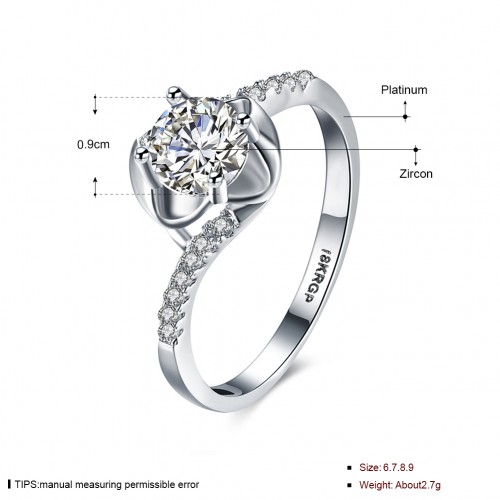 Platinum
0.9cm
Zircon
18KRGP
Size: 6.7.8.9
TIPS:manual measuring permissible error
Weight: About2.7g